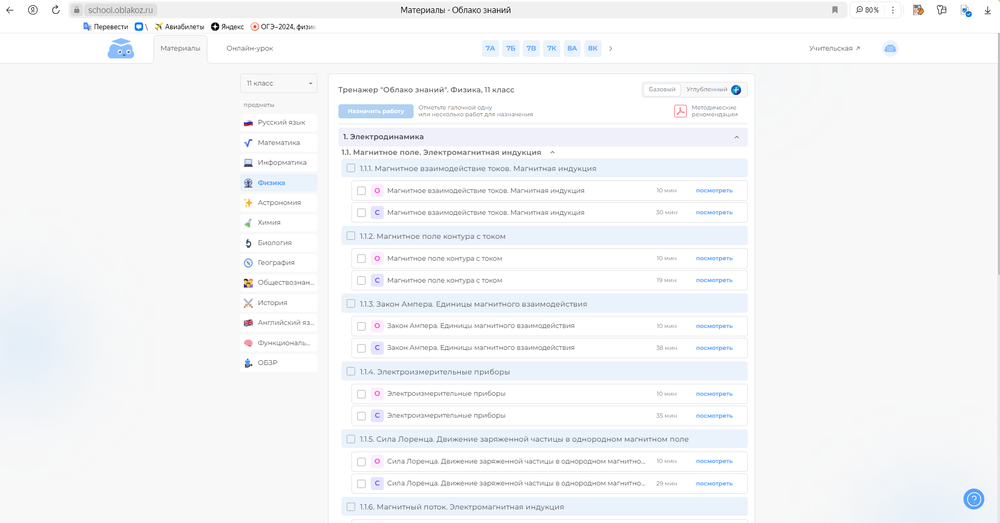 school.oblakoz.ru
Материалы - Облако знаний
80 %
Перевести
\
Авиабилеты
Яндекс
ОГЭ–2024, физик
Материалы
Онлайн-урок
7А
7Б
7В
7К
8А
8К
Учительская ↗
11 класс
предметы
Русский язык
Математика
Информатика
Физика
Астрономия
Химия
Биология
География
Обществознан...
История
Английский яз...
Функциональ...
ОБЗР
Тренажер "Облако знаний". Физика, 11 класс
Базовый
Углубленный
Назначить работу
Отметьте галочкой одну
или несколько работ для назначения
Методические
рекомендации
1. Электродинамика
1.1. Магнитное поле. Электромагнитная индукция
1.1.1. Магнитное взаимодействие токов. Магнитная индукция
О Магнитное взаимодействие токов. Магнитная индукция 10 мин посмотреть
С Магнитное взаимодействие токов. Магнитная индукция 30 мин посмотреть
1.1.2. Магнитное поле контура с током
О Магнитное поле контура с током 10 мин посмотреть
С Магнитное поле контура с током 19 мин посмотреть
1.1.3. Закон Ампера. Единицы магнитного взаимодействия
О Закон Ампера. Единицы магнитного взаимодействия 10 мин посмотреть
С Закон Ампера. Единицы магнитного взаимодействия 38 мин посмотреть
1.1.4. Электроизмерительные приборы
О Электроизмерительные приборы 10 мин посмотреть
С Электроизмерительные приборы 35 мин посмотреть
1.1.5. Сила Лоренца. Движение заряженной частицы в однородном магнитном поле
О Сила Лоренца. Движение заряженной частицы в однородном магнитно... 10 мин посмотреть
С Сила Лоренца. Движение заряженной частицы в однородном магнитно... 29 мин посмотреть
1.1.6. Магнитный поток. Электромагнитная индукция